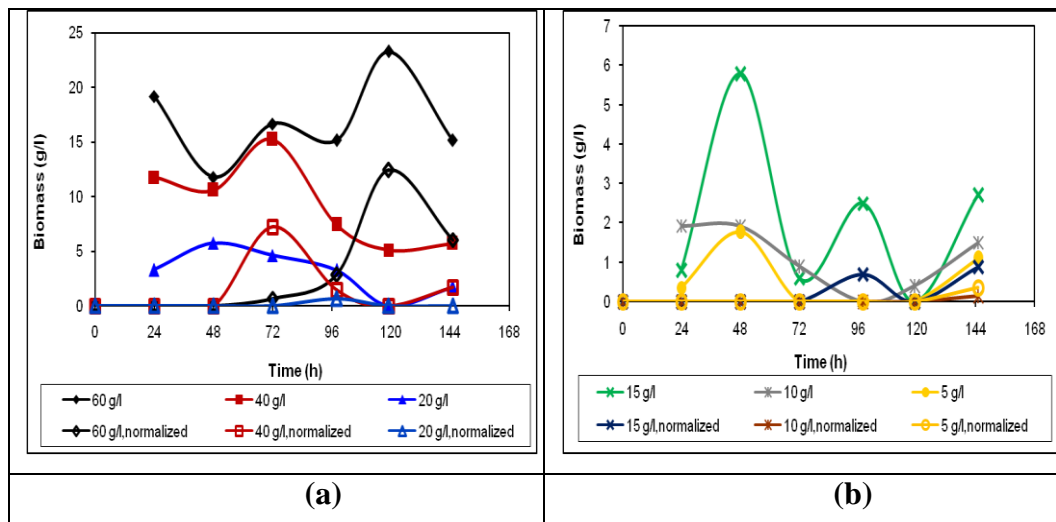 25
20
15
10
5
0
Biomass (g/l)
0 24 48 72 96 120 144 168
Time (h)
60 g/l 40 g/l 20 g/l
60 g/l,normalized 40 g/l,normalized 20 g/l,normalized
(a)
7
6
5
4
3
2
1
0
Biomass (g/l)
0 24 48 72 96 120 144 168
Time (h)
15 g/l 10 g/l 5 g/l
15 g/l,normalized 10 g/l,normalized 5 g/l,normalized
(b)